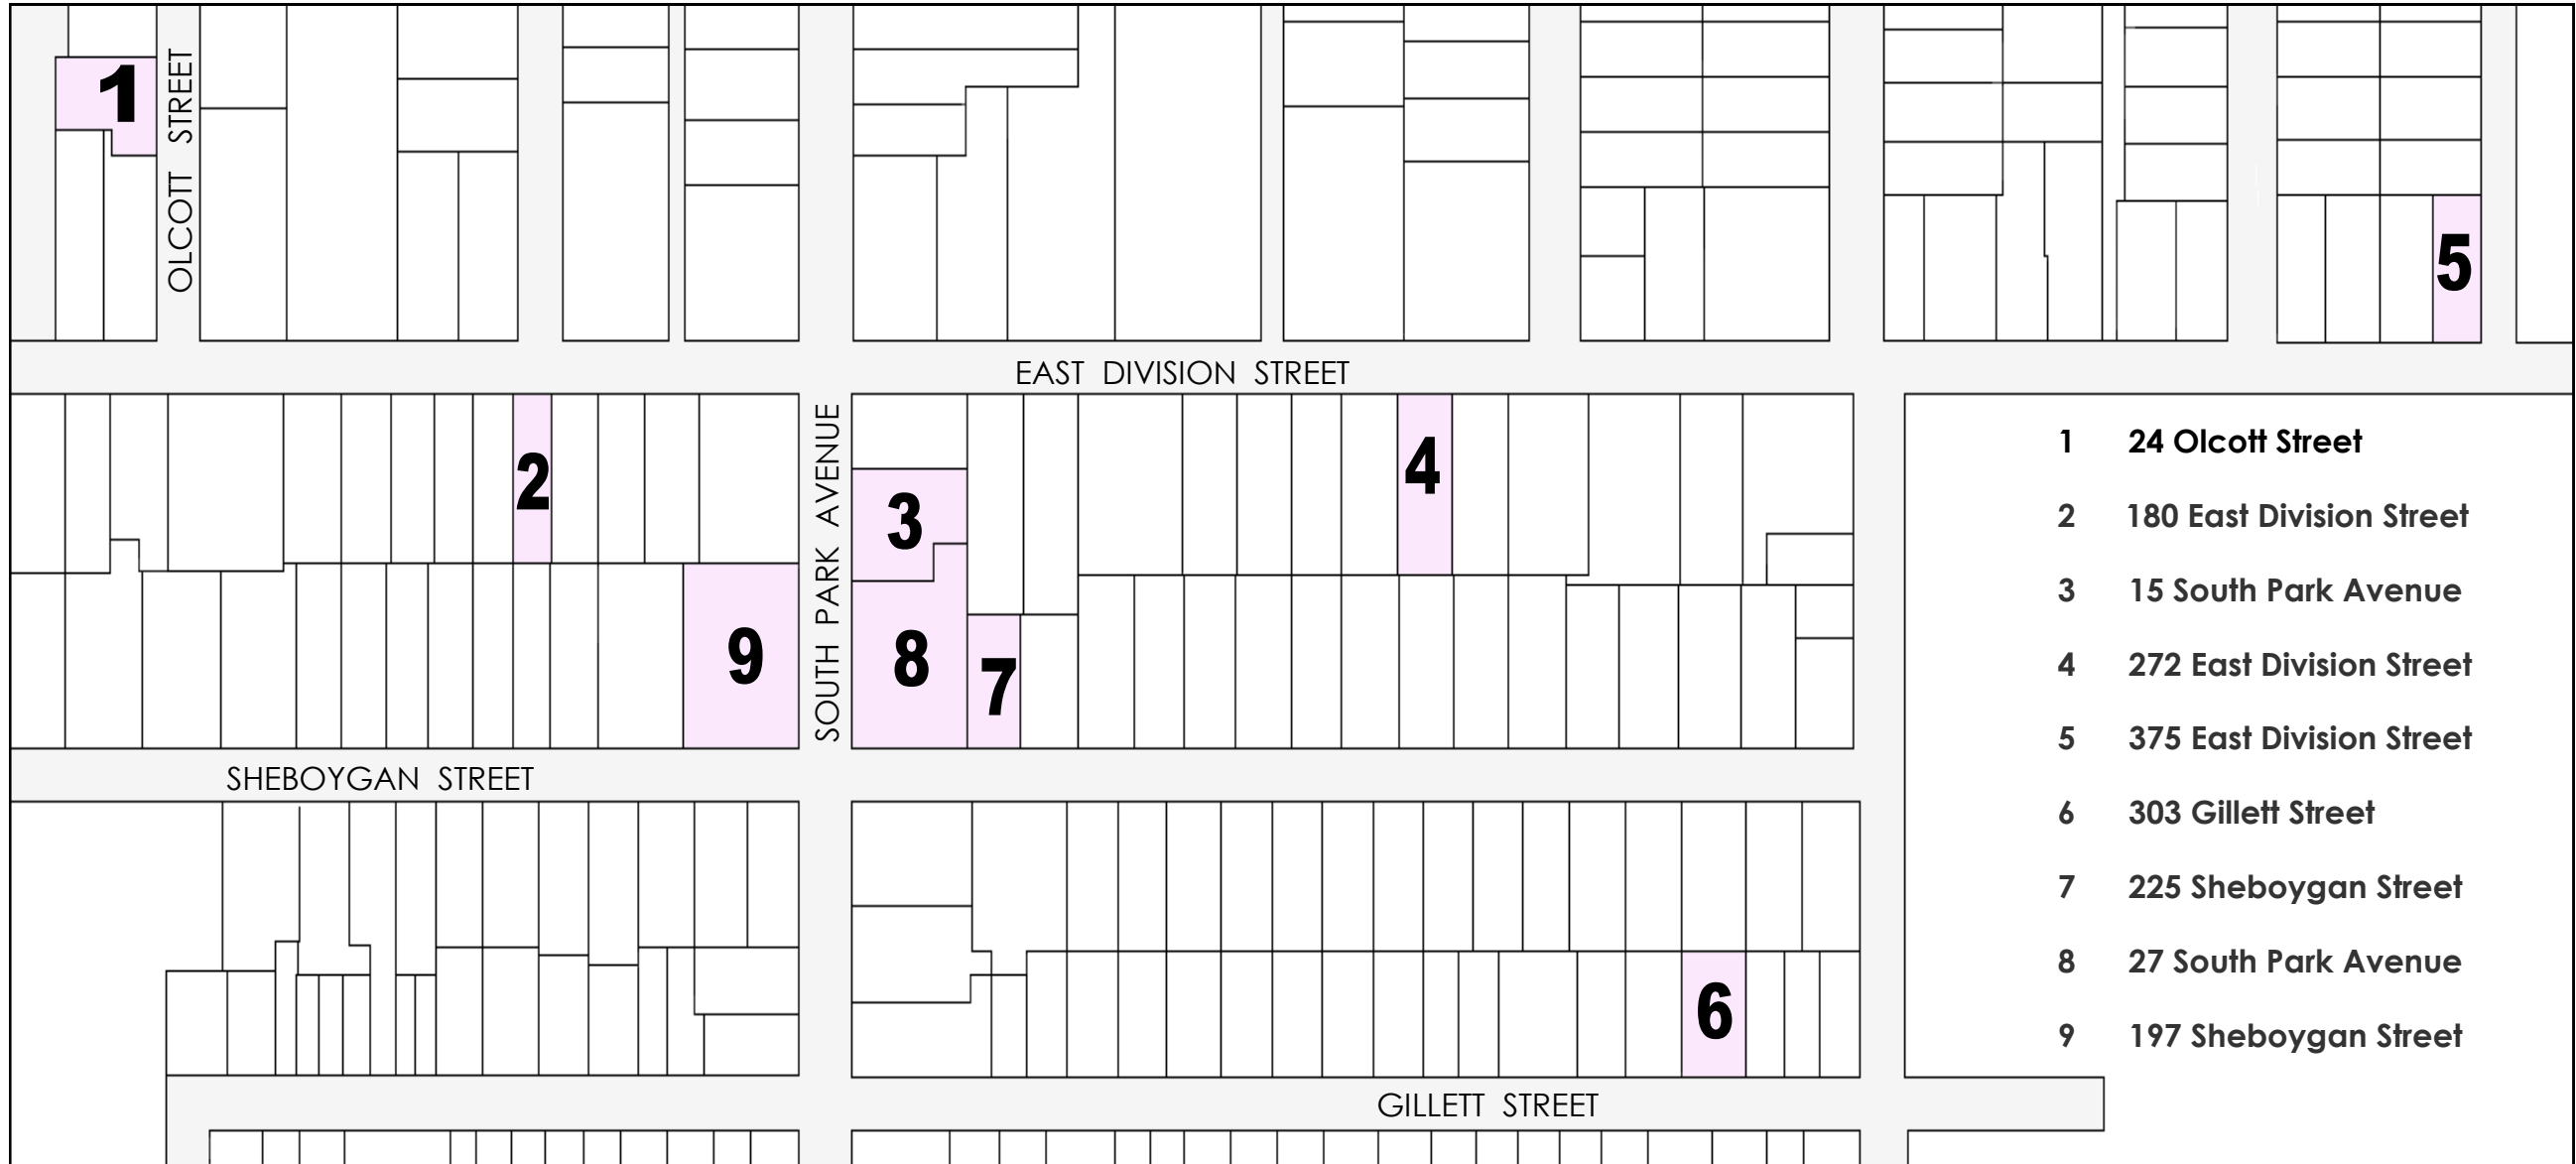 1
OLCOTT STREET
5
EAST DIVISION STREET
2
SOUTH PARK AVENUE
3
4
9
8
7
SHEBOYGAN STREET
6
GILLETT STREET
1 24 Olcott Street
2 180 East Division Street
3 15 South Park Avenue
4 272 East Division Street
5 375 East Division Street
6 303 Gillett Street
7 225 Sheboygan Street
8 27 South Park Avenue
9 197 Sheboygan Street